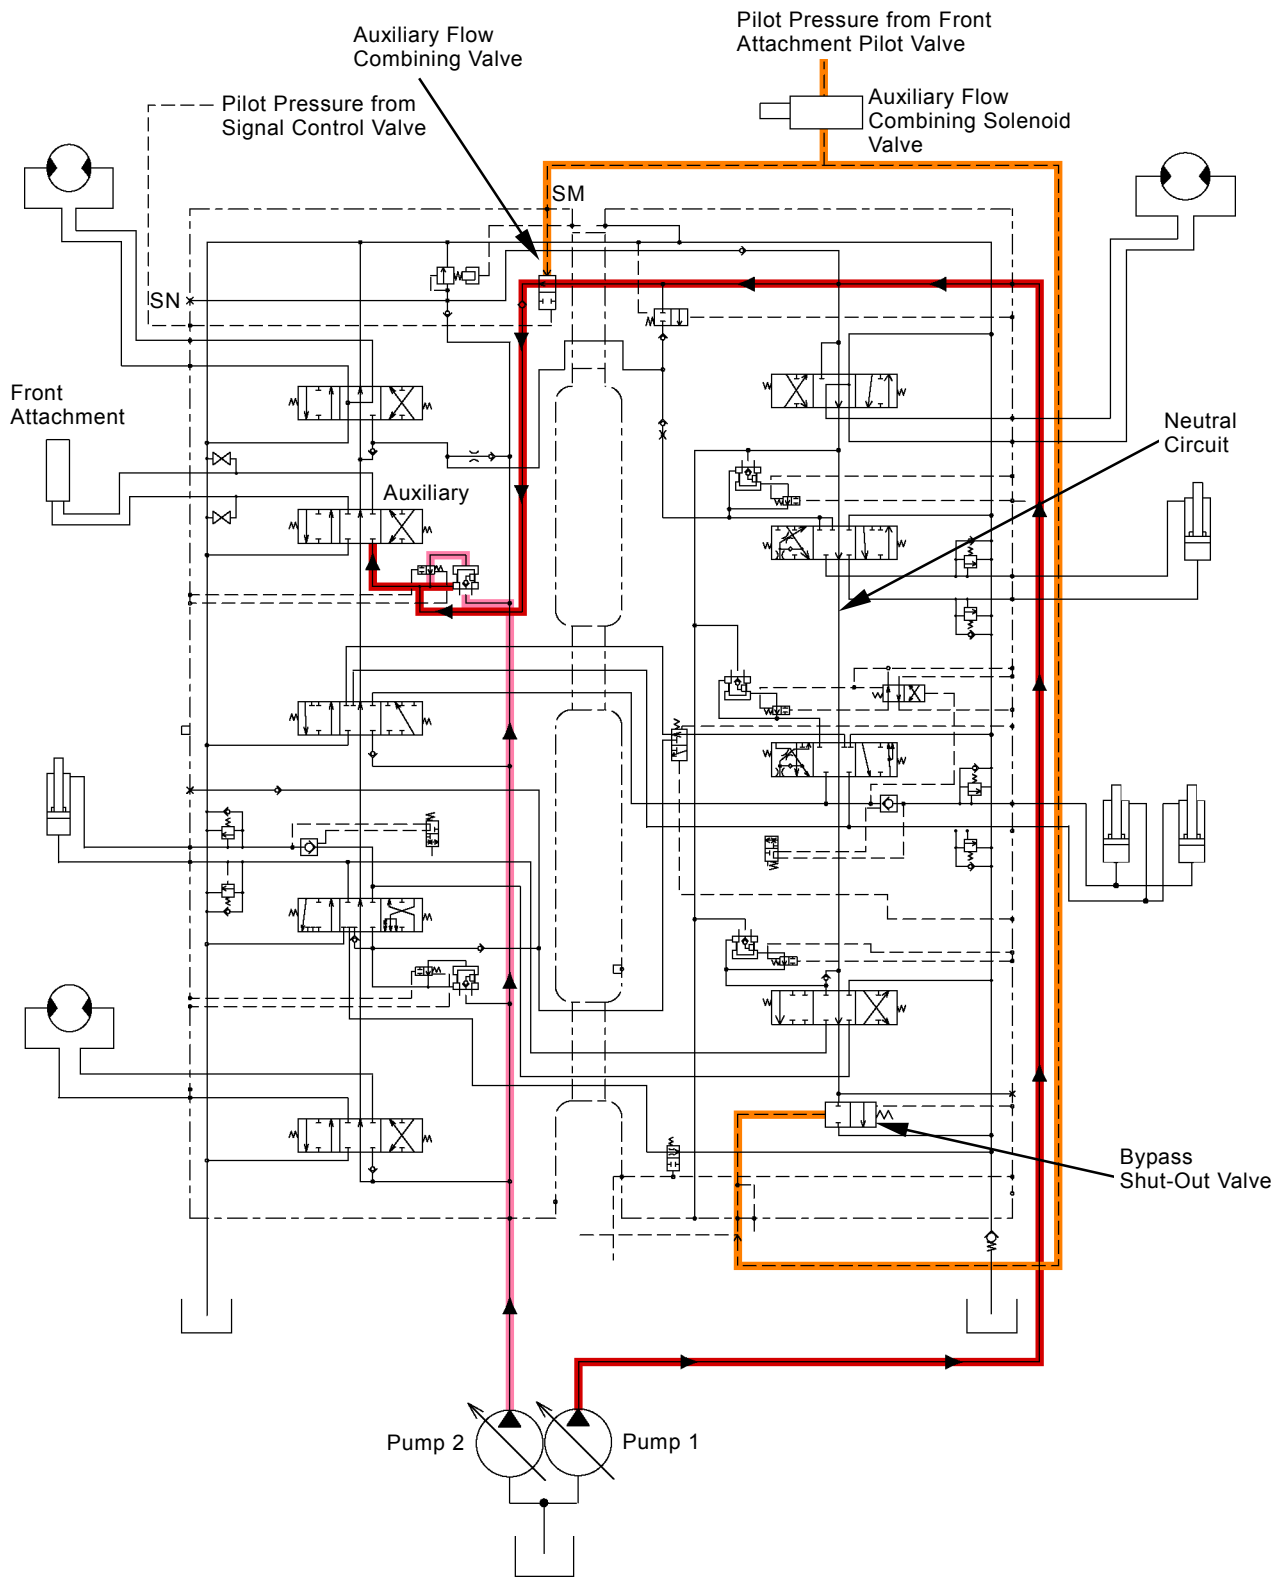 Pilot Pressure from Front
Attachment Pilot Valve
Auxiliary Flow
Combining Valve
Pilot Pressure from
Signal Control Valve
Auxiliary Flow
Combining Solenoid
Valve
SM
SN
Front
Attachment
Neutral
Circuit
Auxiliary
Bypass
Shut-Out Valve
Pump 2
Pump 1